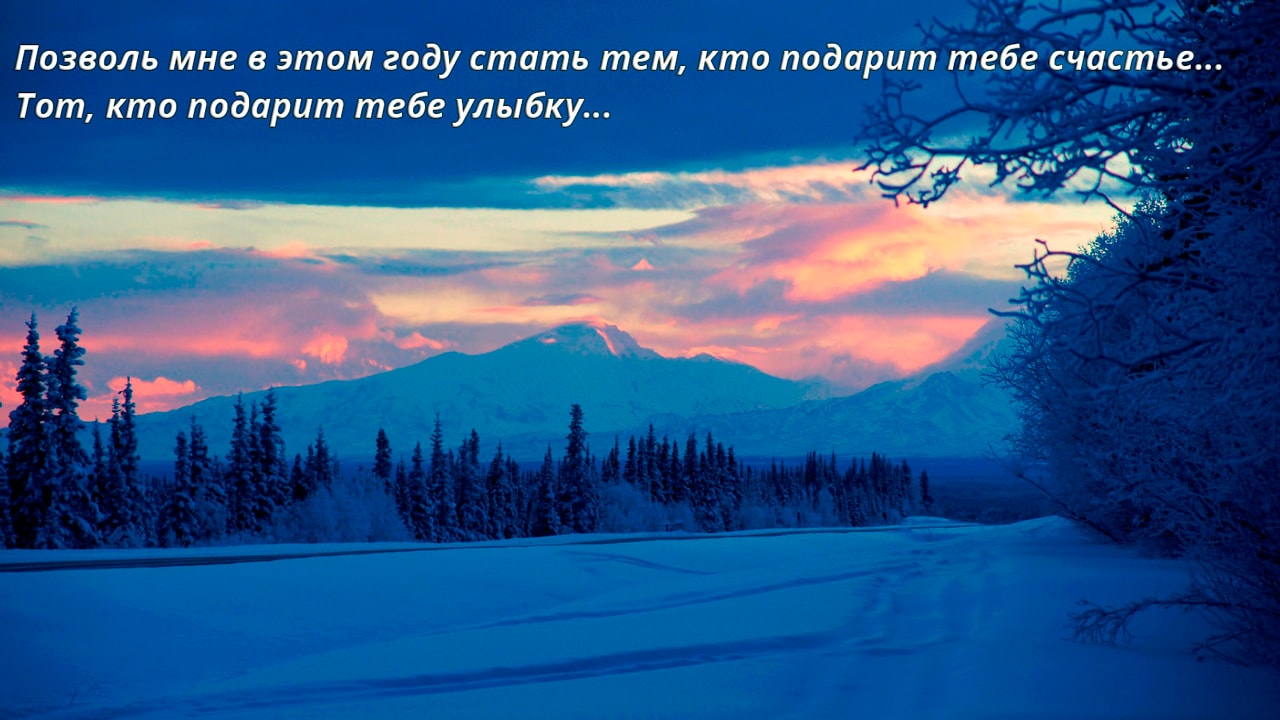 Позволь мне в этом году стать тем, кто подарит тебе счастье...
Тот, кто подарит тебе улыбку...